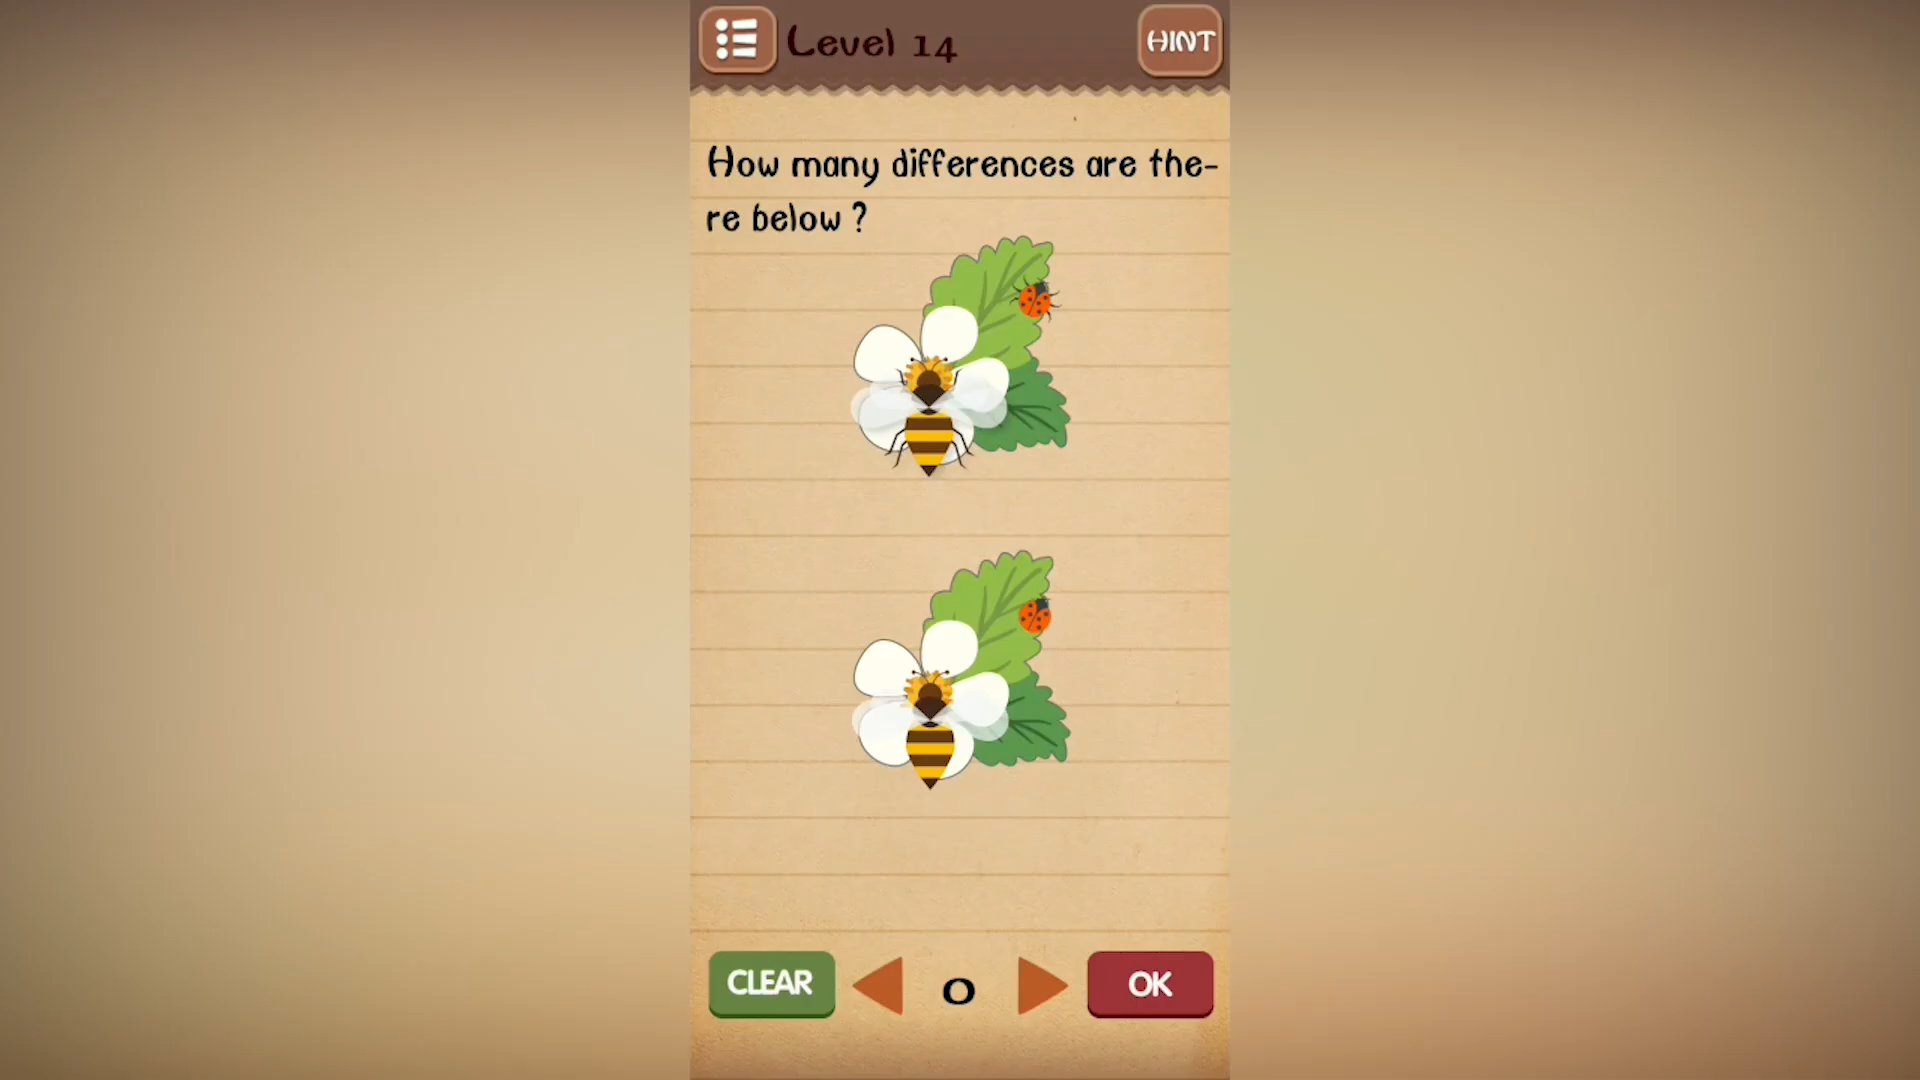 Level 14
HINT
How many differences are the-
re below ?
CLEAR
0
OK